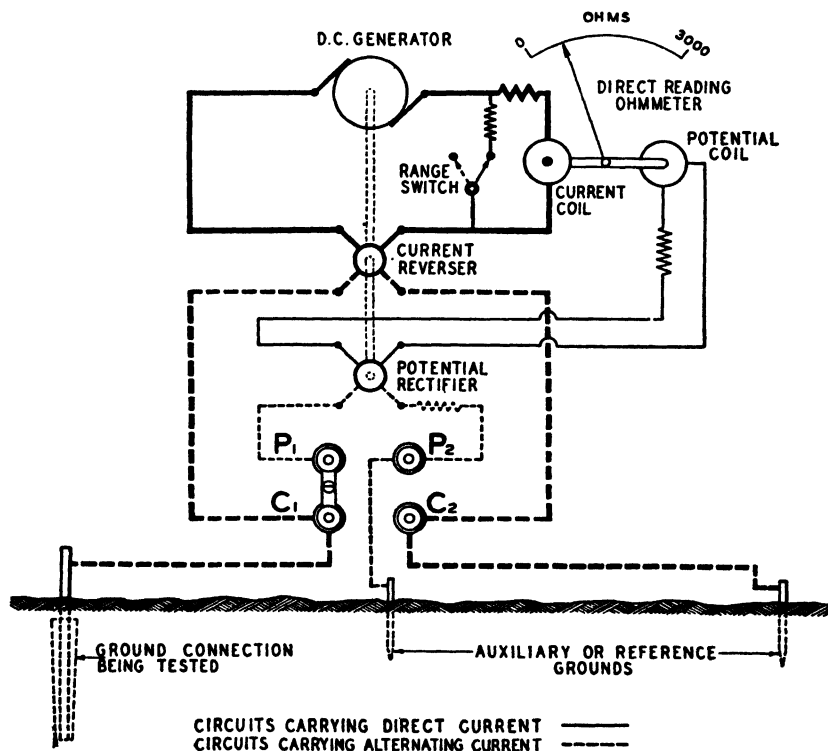 OHMS
0
3000
D.C. GENERATOR
DIRECT READING
OHMMETER
POTENTIAL
COIL
RANGE
SWITCH
CURRENT
COIL
CURRENT
REVERSER
POTENTIAL
RECTIFIER
P1
P2
C1
C2
GROUND CONNECTION
BEING TESTED
AUXILIARY OR REFERENCE
GROUNDS
CIRCUITS CARRYING DIRECT CURRENT
CIRCUITS CARRYING ALTERNATING CURRENT